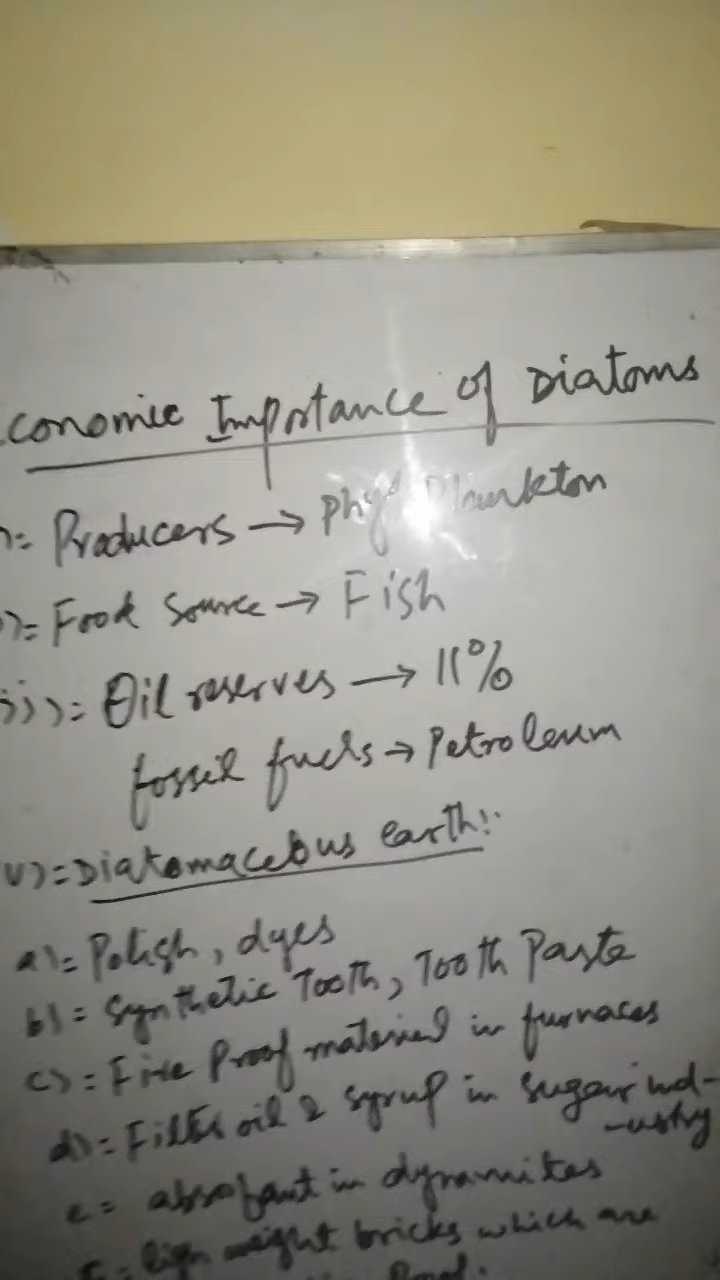 conomic Importance of Diatoms
)= Producers → Phyto Plankton
)= Food Source → Fish
iii)= Oil reserves → 11%
fossil fuels → Petroleum
v)= Diatomaceous earth:
a)= Polish, dyes
b)= Synthetic Tooth, Tooth Paste
c)= Fire Proof material in furnaces
d)= Filter oil & syrup in sugar ind-
-ustry
e= absorbant in dynamites
weight bricks which are
Proof.